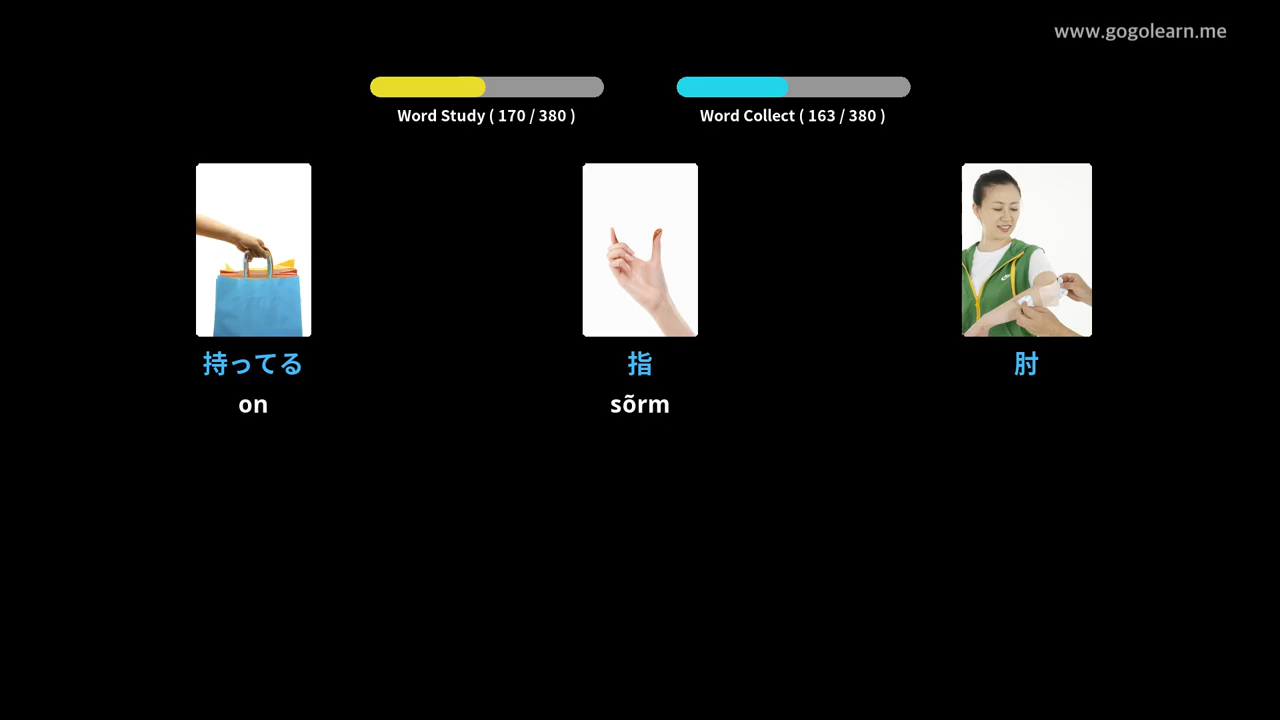 www.gogolearn.me
Word Study ( 170 / 380 )
Word Collect ( 163 / 380 )
持ってる
指
肘
on
sõrm